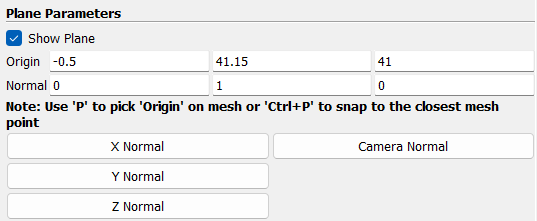 Plane Parameters
Show Plane
Origin -0.5 41.15 41
Normal 0 1 0
Note: Use 'P' to pick 'Origin' on mesh or 'Ctrl+P' to snap to the closest mesh
point
X Normal Camera Normal
Y Normal
Z Normal